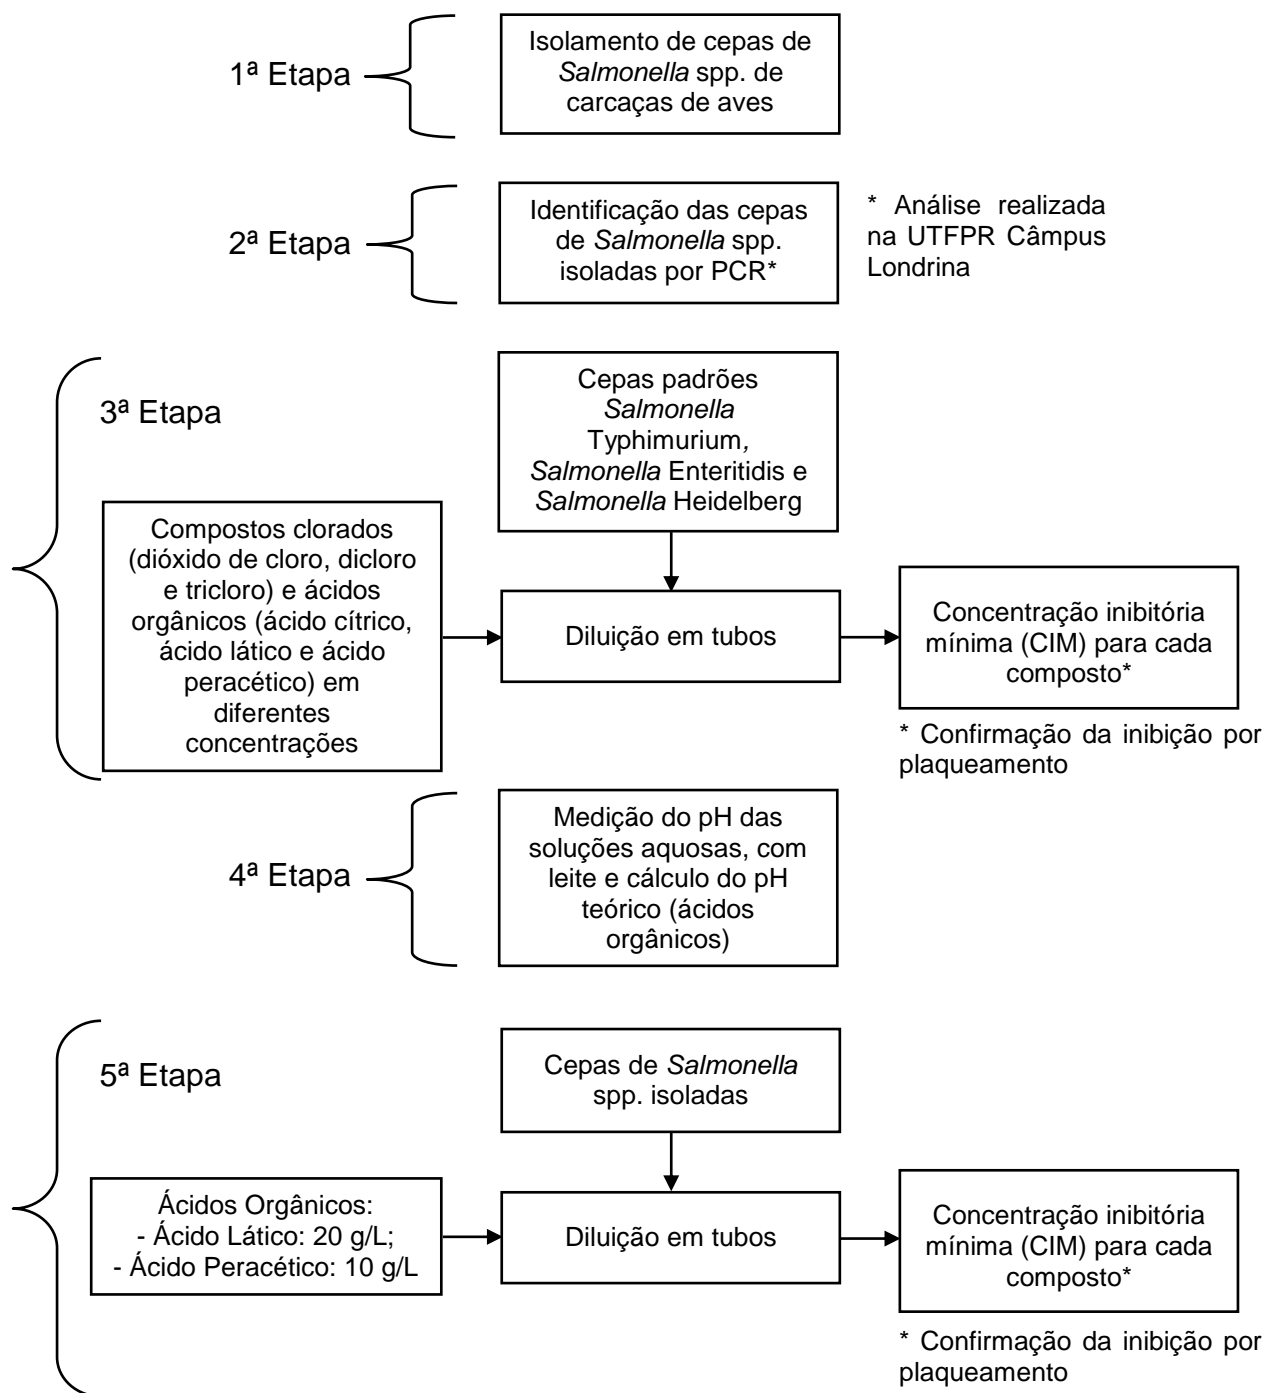 1ª Etapa
Isolamento de cepas de
Salmonella spp. de
carcaças de aves
2ª Etapa
Identificação das cepas
de Salmonella spp.
isoladas por PCR*
* Análise realizada
na UTFPR Câmpus
Londrina
3ª Etapa
Cepas padrões
Salmonella
Typhimurium,
Salmonella Enteritidis e
Salmonella Heidelberg
Compostos clorados
(dióxido de cloro, dicloro
e tricloro) e ácidos
orgânicos (ácido cítrico,
ácido lático e ácido
peracético) em
diferentes
concentrações
Diluição em tubos
Concentração inibitória
mínima (CIM) para cada
composto*
* Confirmação da inibição por
plaqueamento
4ª Etapa
Medição do pH das
soluções aquosas, com
leite e cálculo do pH
teórico (ácidos
orgânicos)
5ª Etapa
Cepas de Salmonella
spp. isoladas
Ácidos Orgânicos:
- Ácido Lático: 20 g/L;
- Ácido Peracético: 10 g/L
Diluição em tubos
Concentração inibitória
mínima (CIM) para cada
composto*
* Confirmação da inibição por
plaqueamento